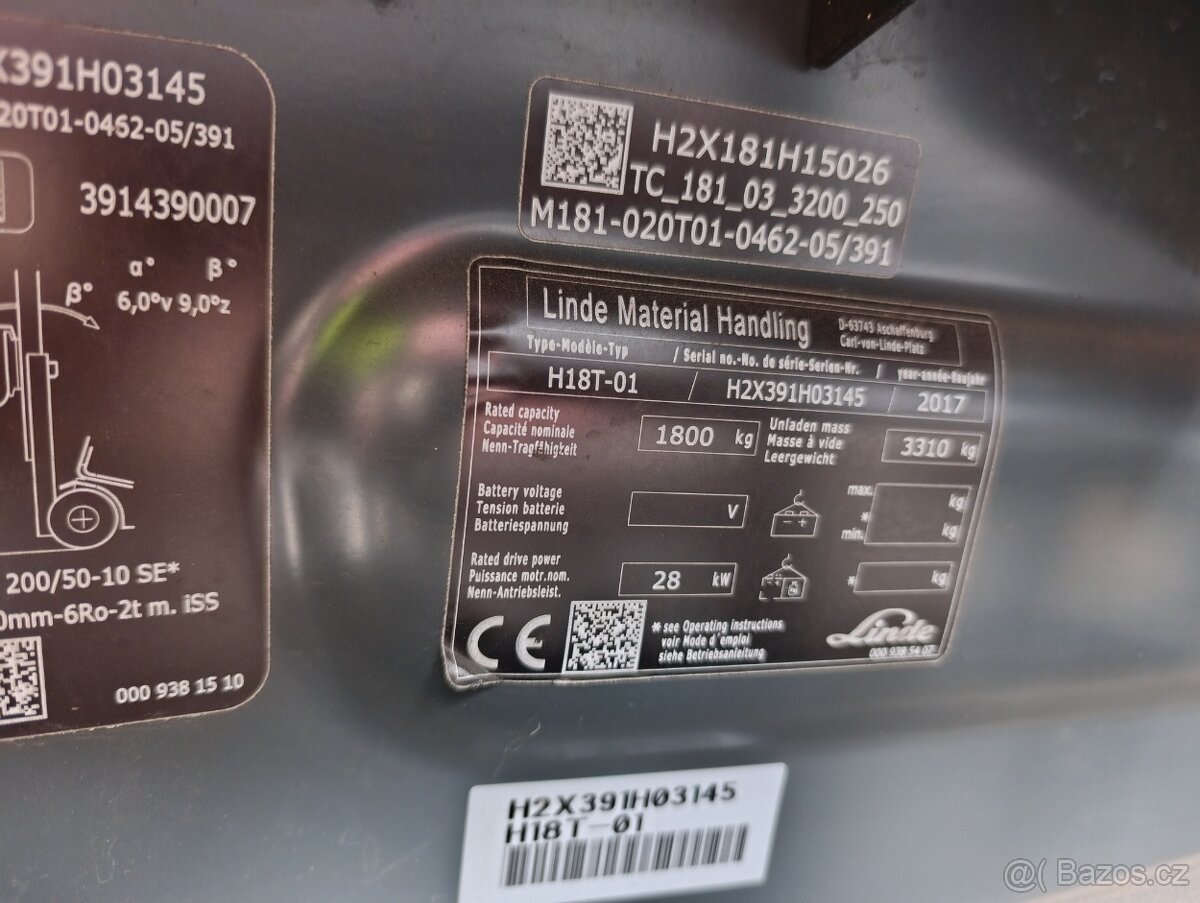 X391H03145
20T01-0462-05/391
3914390007
α° β°
β° 6,0°v 9,0°z
200/50-10 SE*
0mm-6Ro-2t m. iSS
000 938 15 10
H2X181H15026
TC_181_03_3200_250
M181-020T01-0462-05/391
Linde Material Handling
D-63743 Aschaffenburg
Carl-von-Linde-Platz
Type-Modèle-Typ / Serial no.-No. de série-Serien-Nr. / year-année-Baujahr
H18T-01 / H2X391H03145 / 2017
Rated capacity
Capacité nominale
Nenn-Tragfähigkeit
1800 kg
Unladen mass
Masse à vide
Leergewicht
3310 kg
Battery voltage
Tension batterie
Batteriespannung
V
- +
max. kg
*
min. kg
Rated drive power
Puissance motr.nom.
Nenn-Antriebsleist.
28 kW
* kg
CE
* see Operating instructions
voir Mode d'emploi
siehe Betriebsanleitung
Linde
000 938 54 07
H2X391H03145
H18T-01
@( Bazos.cz